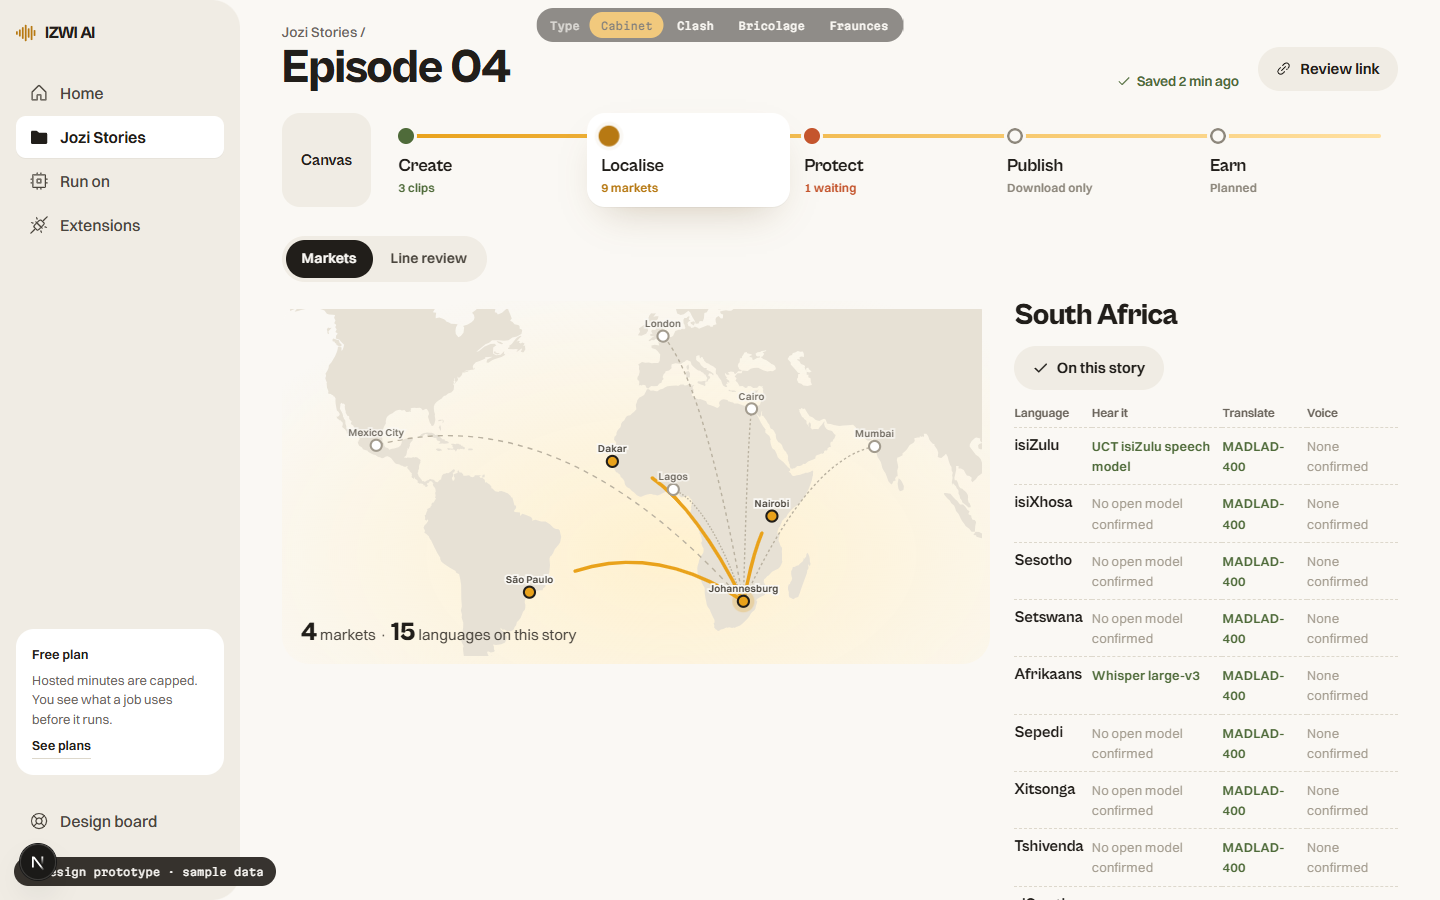 IZWI AI
Home
Jozi Stories
Run on
Extensions
Free plan
Hosted minutes are capped.
You see what a job uses
before it runs.
See plans
Design board
N
sign prototype · sample data
Type Cabinet Clash Bricolage Fraunces
Jozi Stories /
Episode 04
Saved 2 min ago
Review link
Canvas
Create
3 clips
Localise
9 markets
Protect
1 waiting
Publish
Download only
Earn
Planned
Markets
Line review
London
Cairo
Mexico City
Mumbai
Dakar
Lagos
Nairobi
São Paulo
Johannesburg
4 markets · 15 languages on this story
South Africa
On this story
Language Hear it Translate Voice
isiZulu UCT isiZulu speech MADLAD- None
model 400 confirmed
isiXhosa No open model MADLAD- None
confirmed 400 confirmed
Sesotho No open model MADLAD- None
confirmed 400 confirmed
Setswana No open model MADLAD- None
confirmed 400 confirmed
Afrikaans Whisper large-v3 MADLAD- None
400 confirmed
Sepedi No open model MADLAD- None
confirmed 400 confirmed
Xitsonga No open model MADLAD- None
confirmed 400 confirmed
Tshivenda No open model MADLAD- None
confirmed 400 confirmed